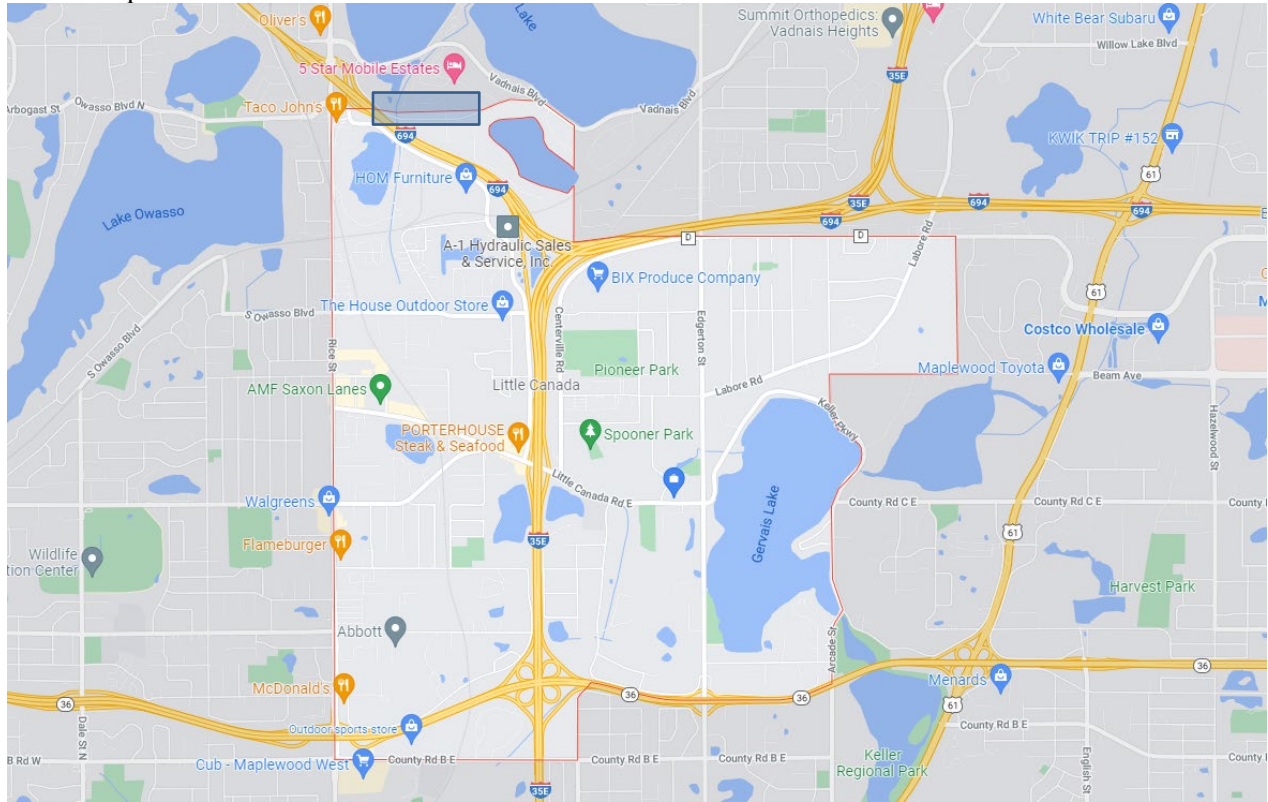 Oliver's
Lake
Summit Orthopedics:
Vadnais Heights
White Bear Subaru
Willow Lake Blvd
5 Star Mobile Estates
35E
Vadnais Blvd
Vadnais Blvd
Arbogast St
Owasso Blvd N
Taco John's
694
KWIK TRIP #152
HOM Furniture
61
694
Lake Owasso
35E
694
694
694
A-1 Hydraulic Sales
& Service, Inc.
D
D
Labore Rd
BIX Produce Company
61
The House Outdoor Store
S Owasso Blvd
Centerville Rd
Edgerton St
Costco Wholesale
S Owasso Blvd
Rice St
Pioneer Park
Maplewood Toyota
Beam Ave
Little Canada
AMF Saxon Lanes
Labore Rd
Keller Pkwy
Hazelwood St
PORTERHOUSE
Steak & Seafood
Spooner Park
Little Canada Rd E
Walgreens
County Rd C E
County Rd C E
61
Gervais Lake
Flameburger
35E
Wildlife
tion Center
Harvest Park
Abbott
Arcade St
36
McDonald's
36
36
36
Menards
61
Dale St N
Outdoor sports store
County Rd B E
B Rd W
Cub - Maplewood West
County Rd B E
Keller
Regional Park
English St
35E